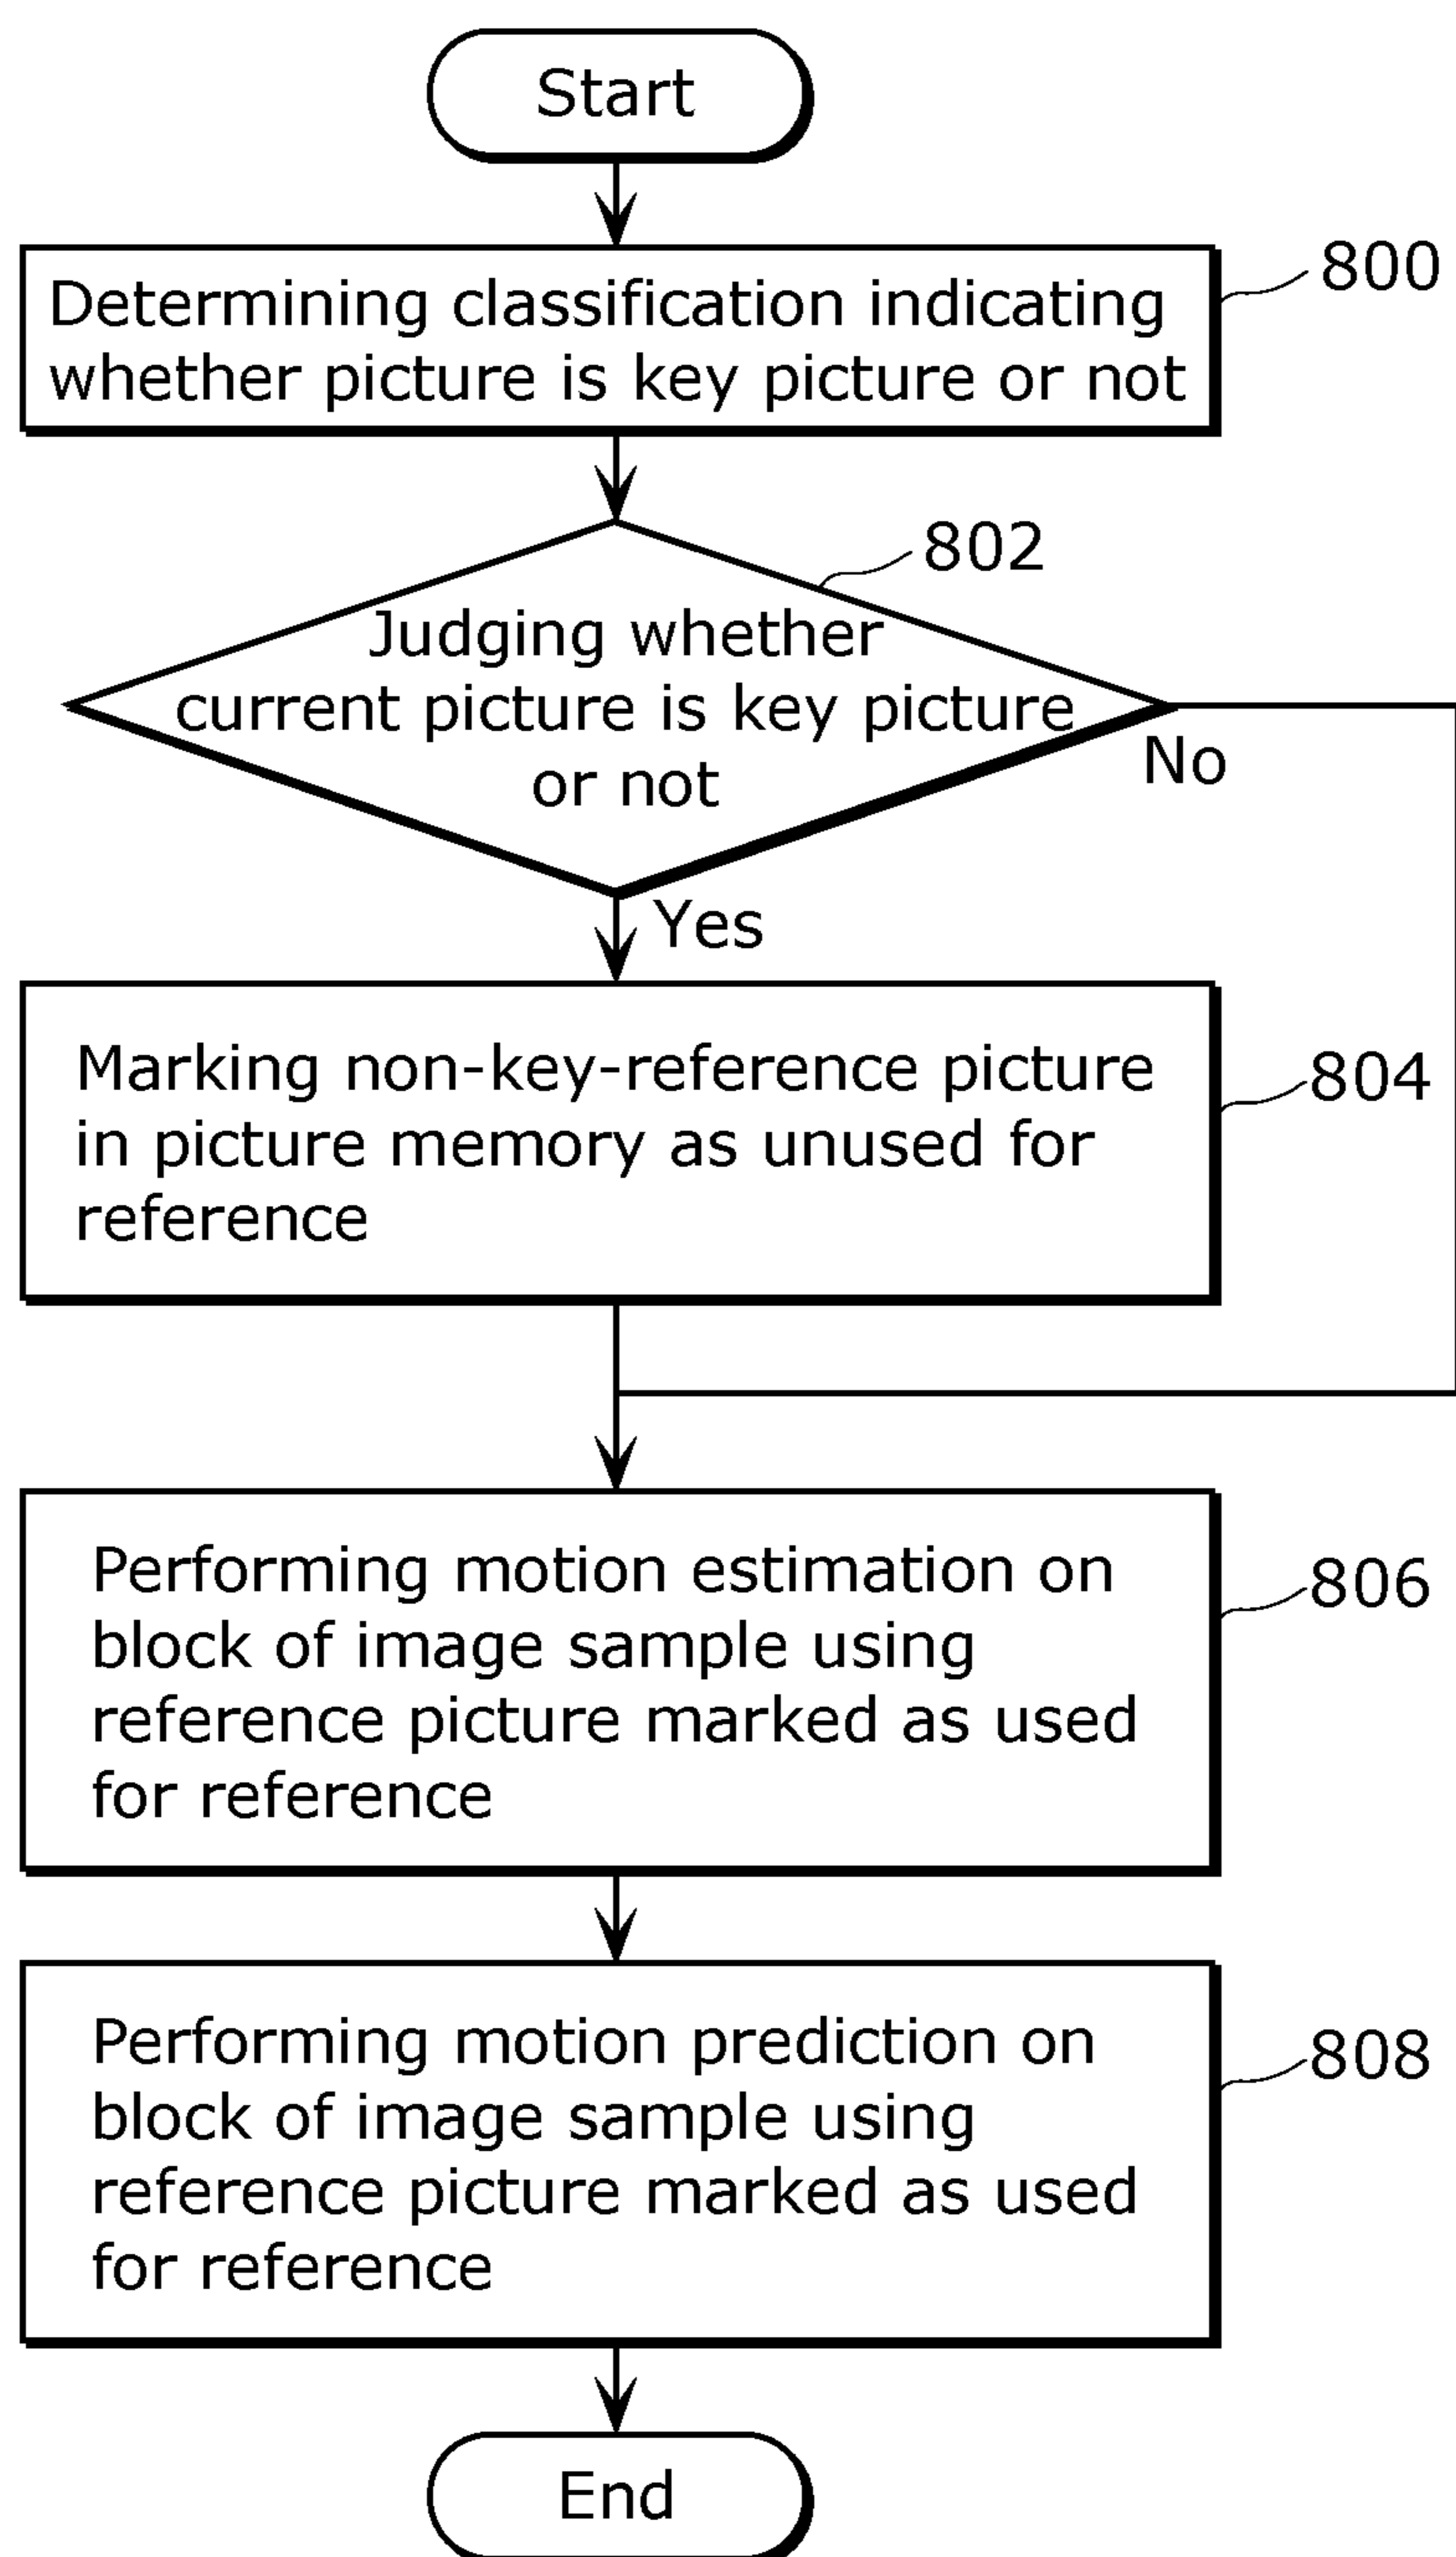 Start
Determining classification indicating
whether picture is key picture or not
800
802
Judging whether
current picture is key picture
or not
No
Yes
Marking non-key-reference picture
in picture memory as unused for
reference
804
Performing motion estimation on
block of image sample using
reference picture marked as used
for reference
806
Performing motion prediction on
block of image sample using
reference picture marked as used
for reference
808
End